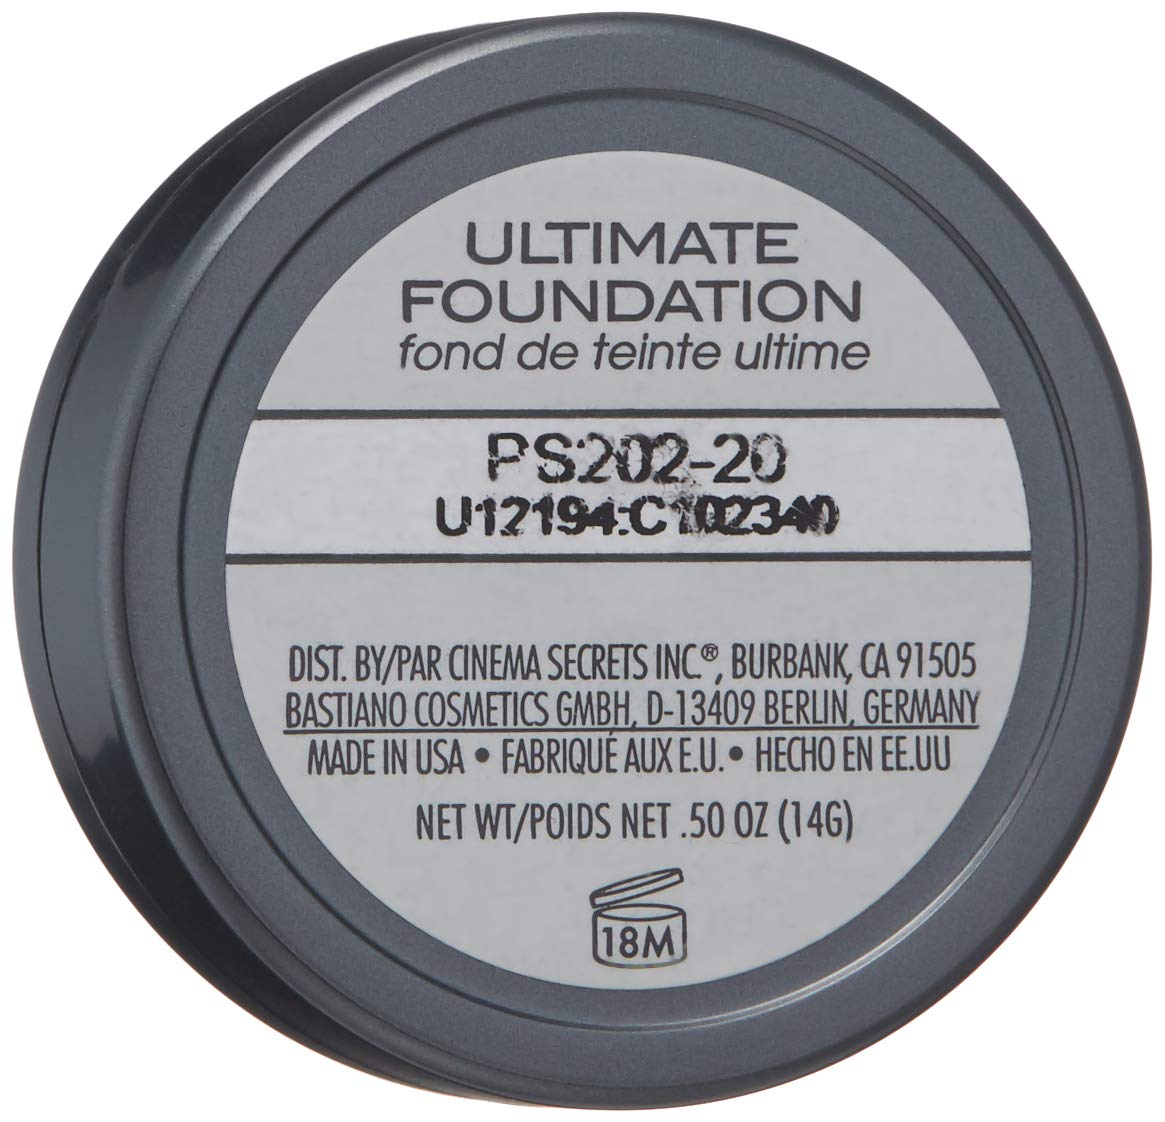 ULTIMATE
FOUNDATION
fond de teinte ultime
PS202-20
U12194:C102340
DIST. BY/PAR CINEMA SECRETS INC.®, BURBANK, CA 91505
BASTIANO COSMETICS GMBH, D-13409 BERLIN, GERMANY
MADE IN USA • FABRIQUÉ AUX E.U. • HECHO EN EE.UU
NET WT/POIDS NET .50 OZ (14G)
18M